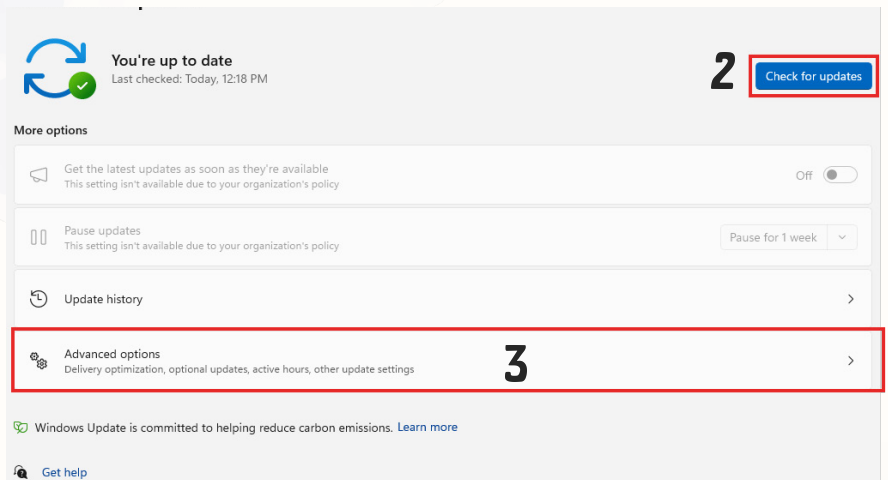 You're up to date
Last checked: Today, 12:18 PM
2
Check for updates
More options
Get the latest updates as soon as they're available
This setting isn't available due to your organization's policy
Off
Pause updates
This setting isn't available due to your organization's policy
Pause for 1 week
Update history
Advanced options
Delivery optimization, optional updates, active hours, other update settings
3
Windows Update is committed to helping reduce carbon emissions. Learn more
Get help